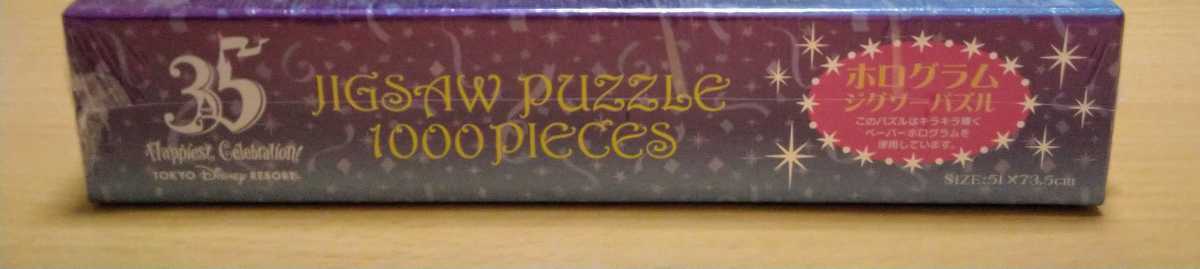 35
Happiest Celebration!
TOKYO Disney RESORT
JIGSAW PUZZLE
1000 PIECES
ホログラム
ジグソーパズル
このパズルはキラキラ輝く
ペーパーホログラムを
使用しています。
SIZE:51×73.5cm